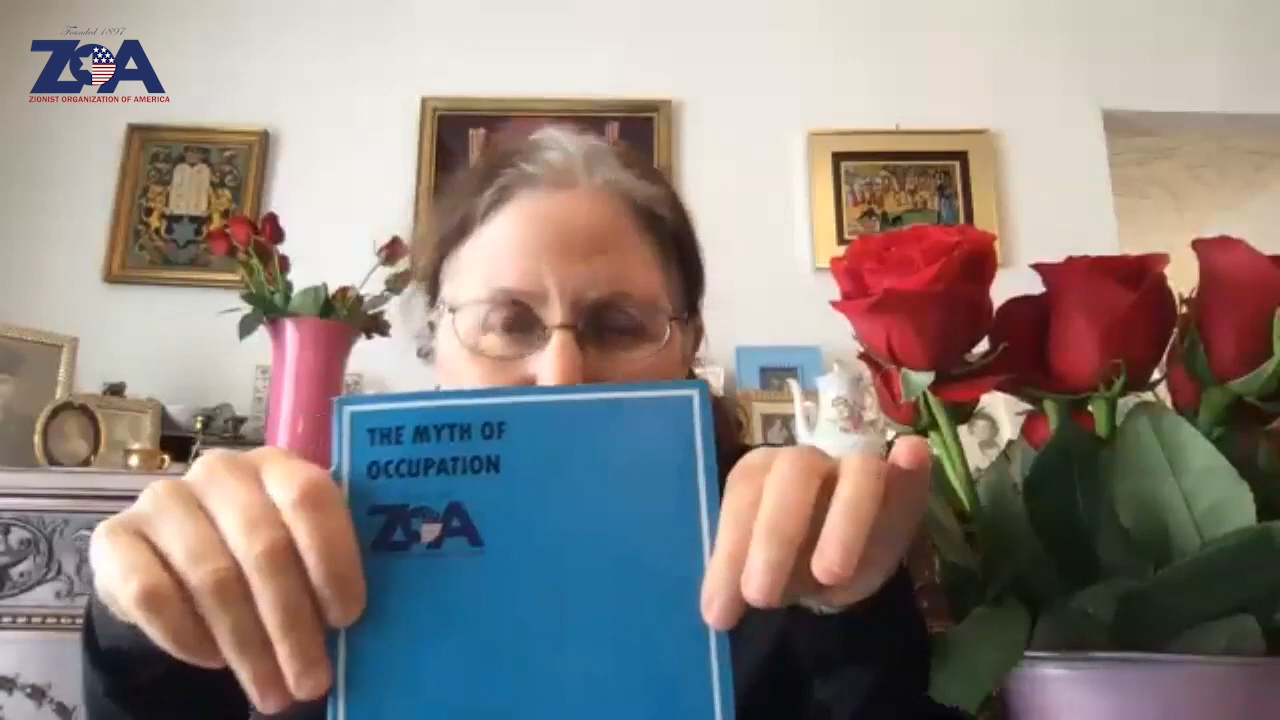 Founded 1897
ZOA
ZIONIST ORGANIZATION OF AMERICA
THE MYTH OF
OCCUPATION
ZOA